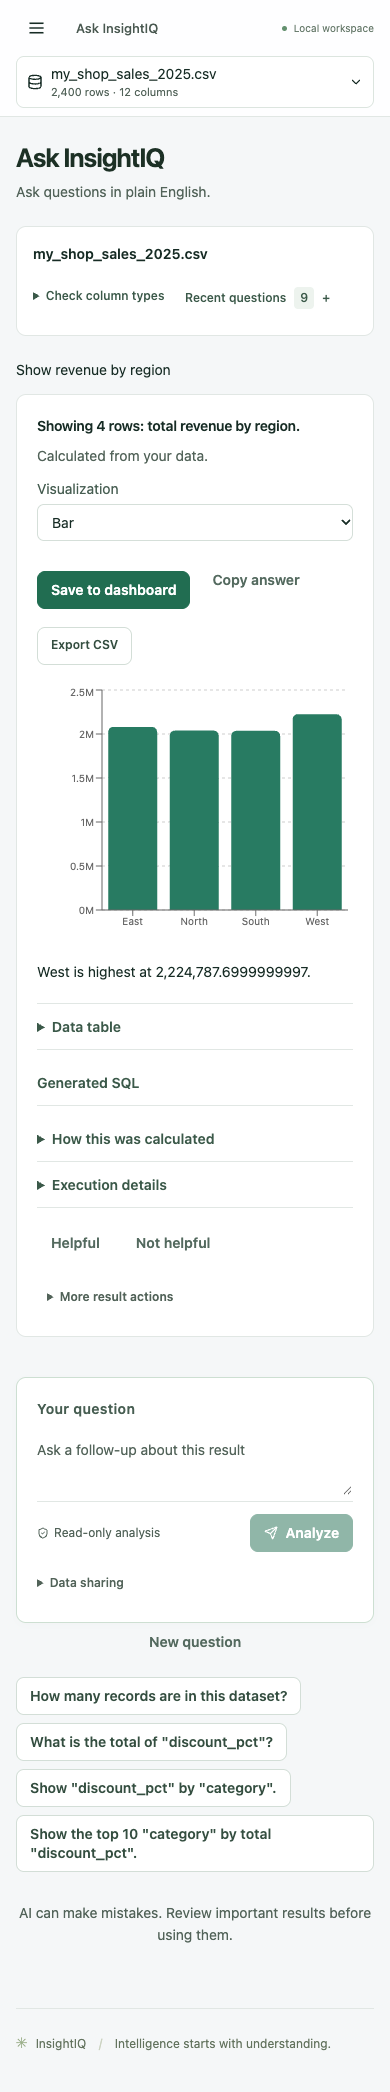 Ask InsightIQ
Local workspace
my_shop_sales_2025.csv
2,400 rows · 12 columns
Ask InsightIQ
Ask questions in plain English.
my_shop_sales_2025.csv
Check column types
Recent questions 9 +
Show revenue by region
Showing 4 rows: total revenue by region.
Calculated from your data.
Visualization
Bar
Save to dashboard
Copy answer
Export CSV
2.5M
2M
1.5M
1M
0.5M
0M
East North South West
West is highest at 2,224,787.6999999997.
Data table
Generated SQL
How this was calculated
Execution details
Helpful Not helpful
More result actions
Your question
Ask a follow-up about this result
Read-only analysis
Analyze
Data sharing
New question
How many records are in this dataset?
What is the total of "discount_pct"?
Show "discount_pct" by "category".
Show the top 10 "category" by total
"discount_pct".
AI can make mistakes. Review important results before
using them.
InsightIQ / Intelligence starts with understanding.